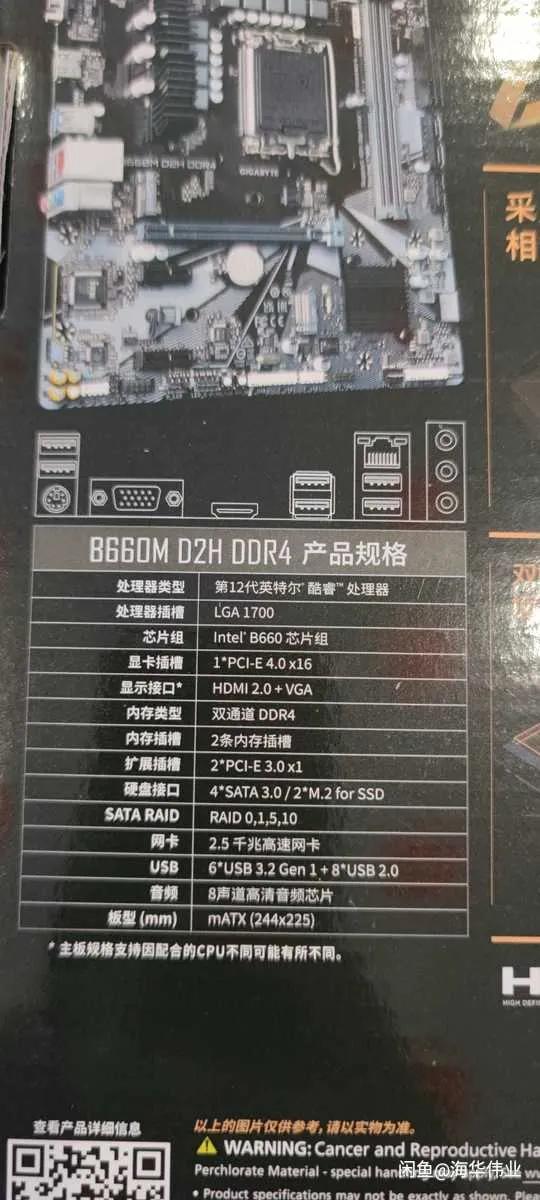 B660M D2H DDR4
GIGABYTE
采
相
B660M D2H DDR4 产品规格
处理器类型 第12代英特尔® 酷睿™ 处理器
处理器插槽 LGA 1700
芯片组 Intel® B660 芯片组
显卡插槽 1*PCI-E 4.0 x16
显示接口* HDMI 2.0 + VGA
内存类型 双通道 DDR4
内存插槽 2条内存插槽
扩展插槽 2*PCI-E 3.0 x1
硬盘接口 4*SATA 3.0 / 2*M.2 for SSD
SATA RAID RAID 0,1,5,10
网卡 2.5 千兆高速网卡
USB 6*USB 3.2 Gen 1 + 8*USB 2.0
音频 8声道高清音频芯片
板型 (mm) mATX (244x225)
* 主板规格支持因配合的CPU不同可能有所不同。
双
H
HIGH DEFI
查看产品详细信息
以上的图片仅供参考,请以实物为准。
WARNING: Cancer and Reproductive Ha
Perchlorate Material - special hand
• Product specifications may not be exactly
闲鱼@海华伟业